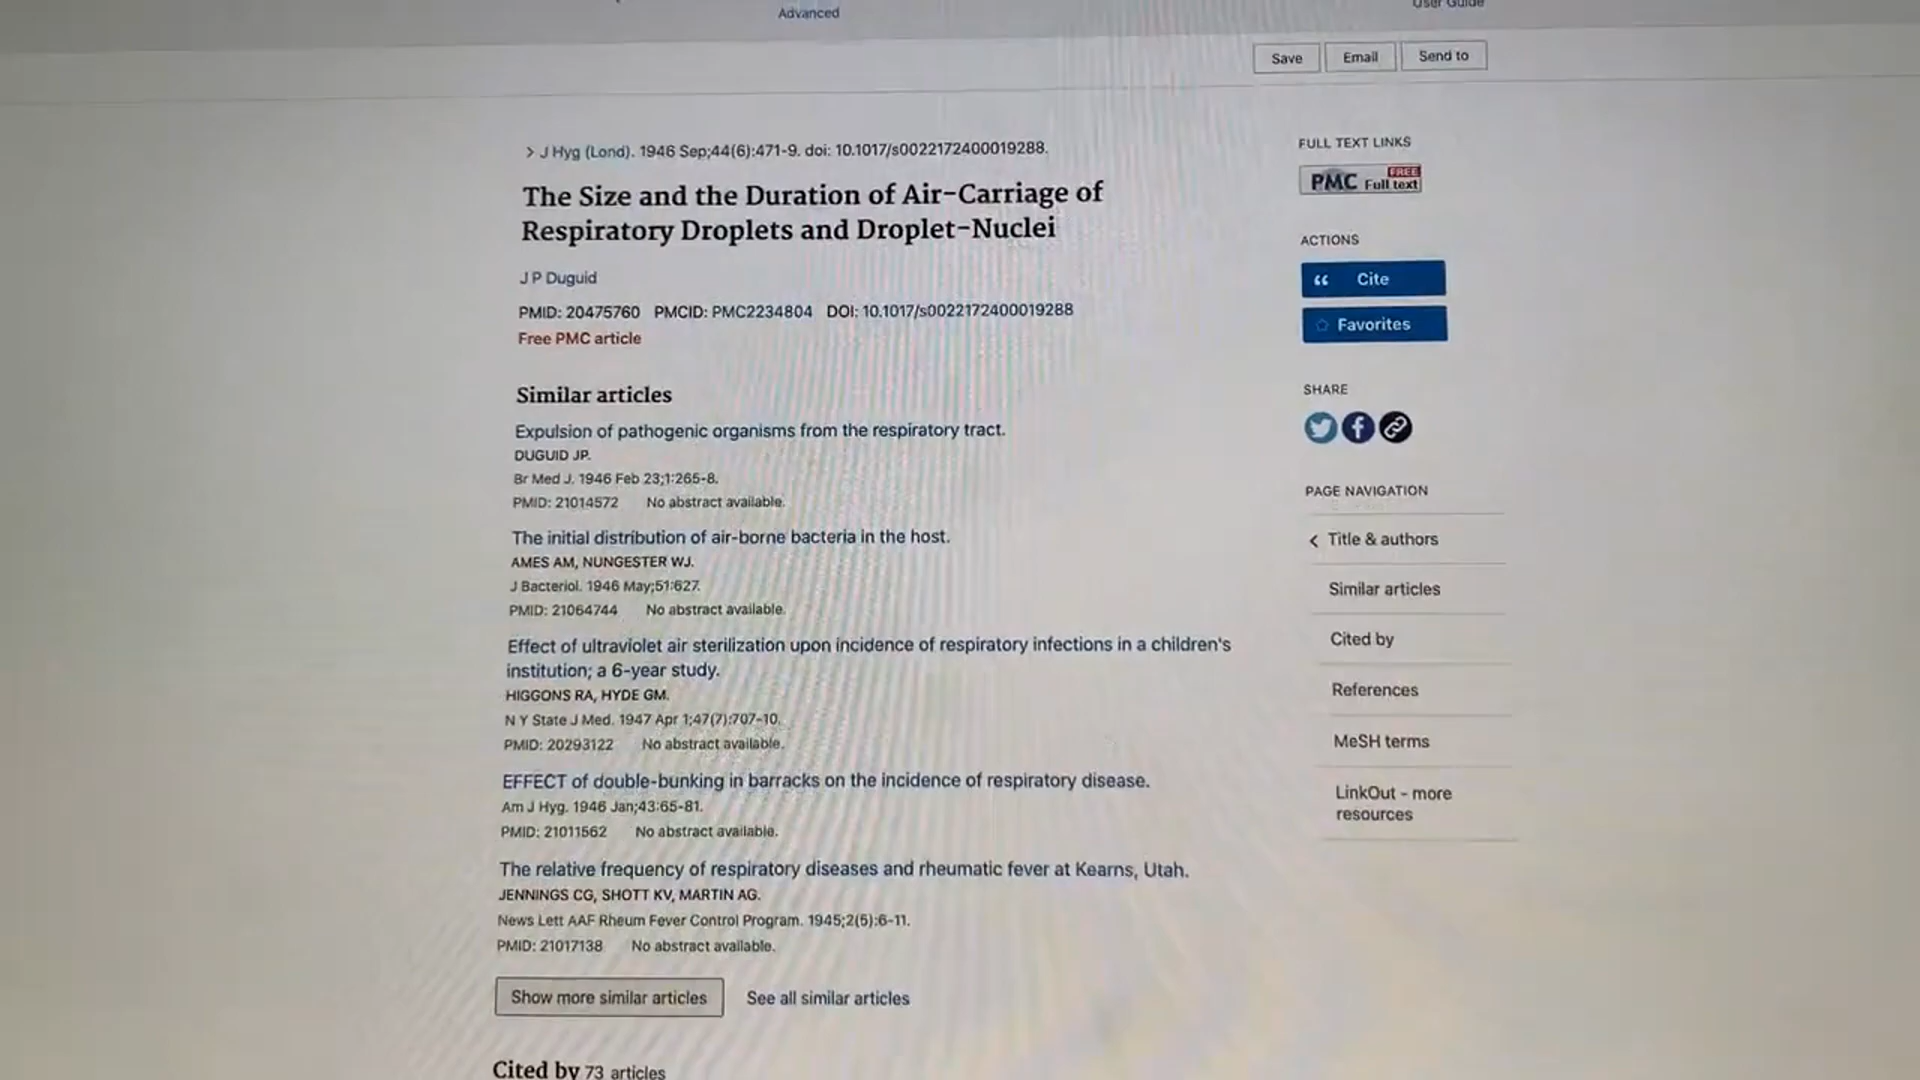 Advanced
User Guide
Save
Email
Send to
> J Hyg (Lond). 1946 Sep;44(6):471-9. doi: 10.1017/s0022172400019288.
The Size and the Duration of Air-Carriage of
Respiratory Droplets and Droplet-Nuclei
J P Duguid
PMID: 20475760 PMCID: PMC2234804 DOI: 10.1017/s0022172400019288
Free PMC article
Similar articles
Expulsion of pathogenic organisms from the respiratory tract.
DUGUID JP.
Br Med J. 1946 Feb 23;1:265-8.
PMID: 21014572 No abstract available.
The initial distribution of air-borne bacteria in the host.
AMES AM, NUNGESTER WJ.
J Bacteriol. 1946 May;51:627.
PMID: 21064744 No abstract available.
Effect of ultraviolet air sterilization upon incidence of respiratory infections in a children's
institution; a 6-year study.
HIGGONS RA, HYDE GM.
N Y State J Med. 1947 Apr 1;47(7):707-10.
PMID: 20293122 No abstract available.
EFFECT of double-bunking in barracks on the incidence of respiratory disease.
Am J Hyg. 1946 Jan;43:65-81.
PMID: 21011562 No abstract available.
The relative frequency of respiratory diseases and rheumatic fever at Kearns, Utah.
JENNINGS CG, SHOTT KV, MARTIN AG.
News Lett AAF Rheum Fever Control Program. 1945;2(5):6-11.
PMID: 21017138 No abstract available.
Show more similar articles
See all similar articles
Cited by 73 articles
FULL TEXT LINKS
PMC FREE Full text
ACTIONS
Cite
Favorites
SHARE
PAGE NAVIGATION
< Title & authors
Similar articles
Cited by
References
MeSH terms
LinkOut - more
resources